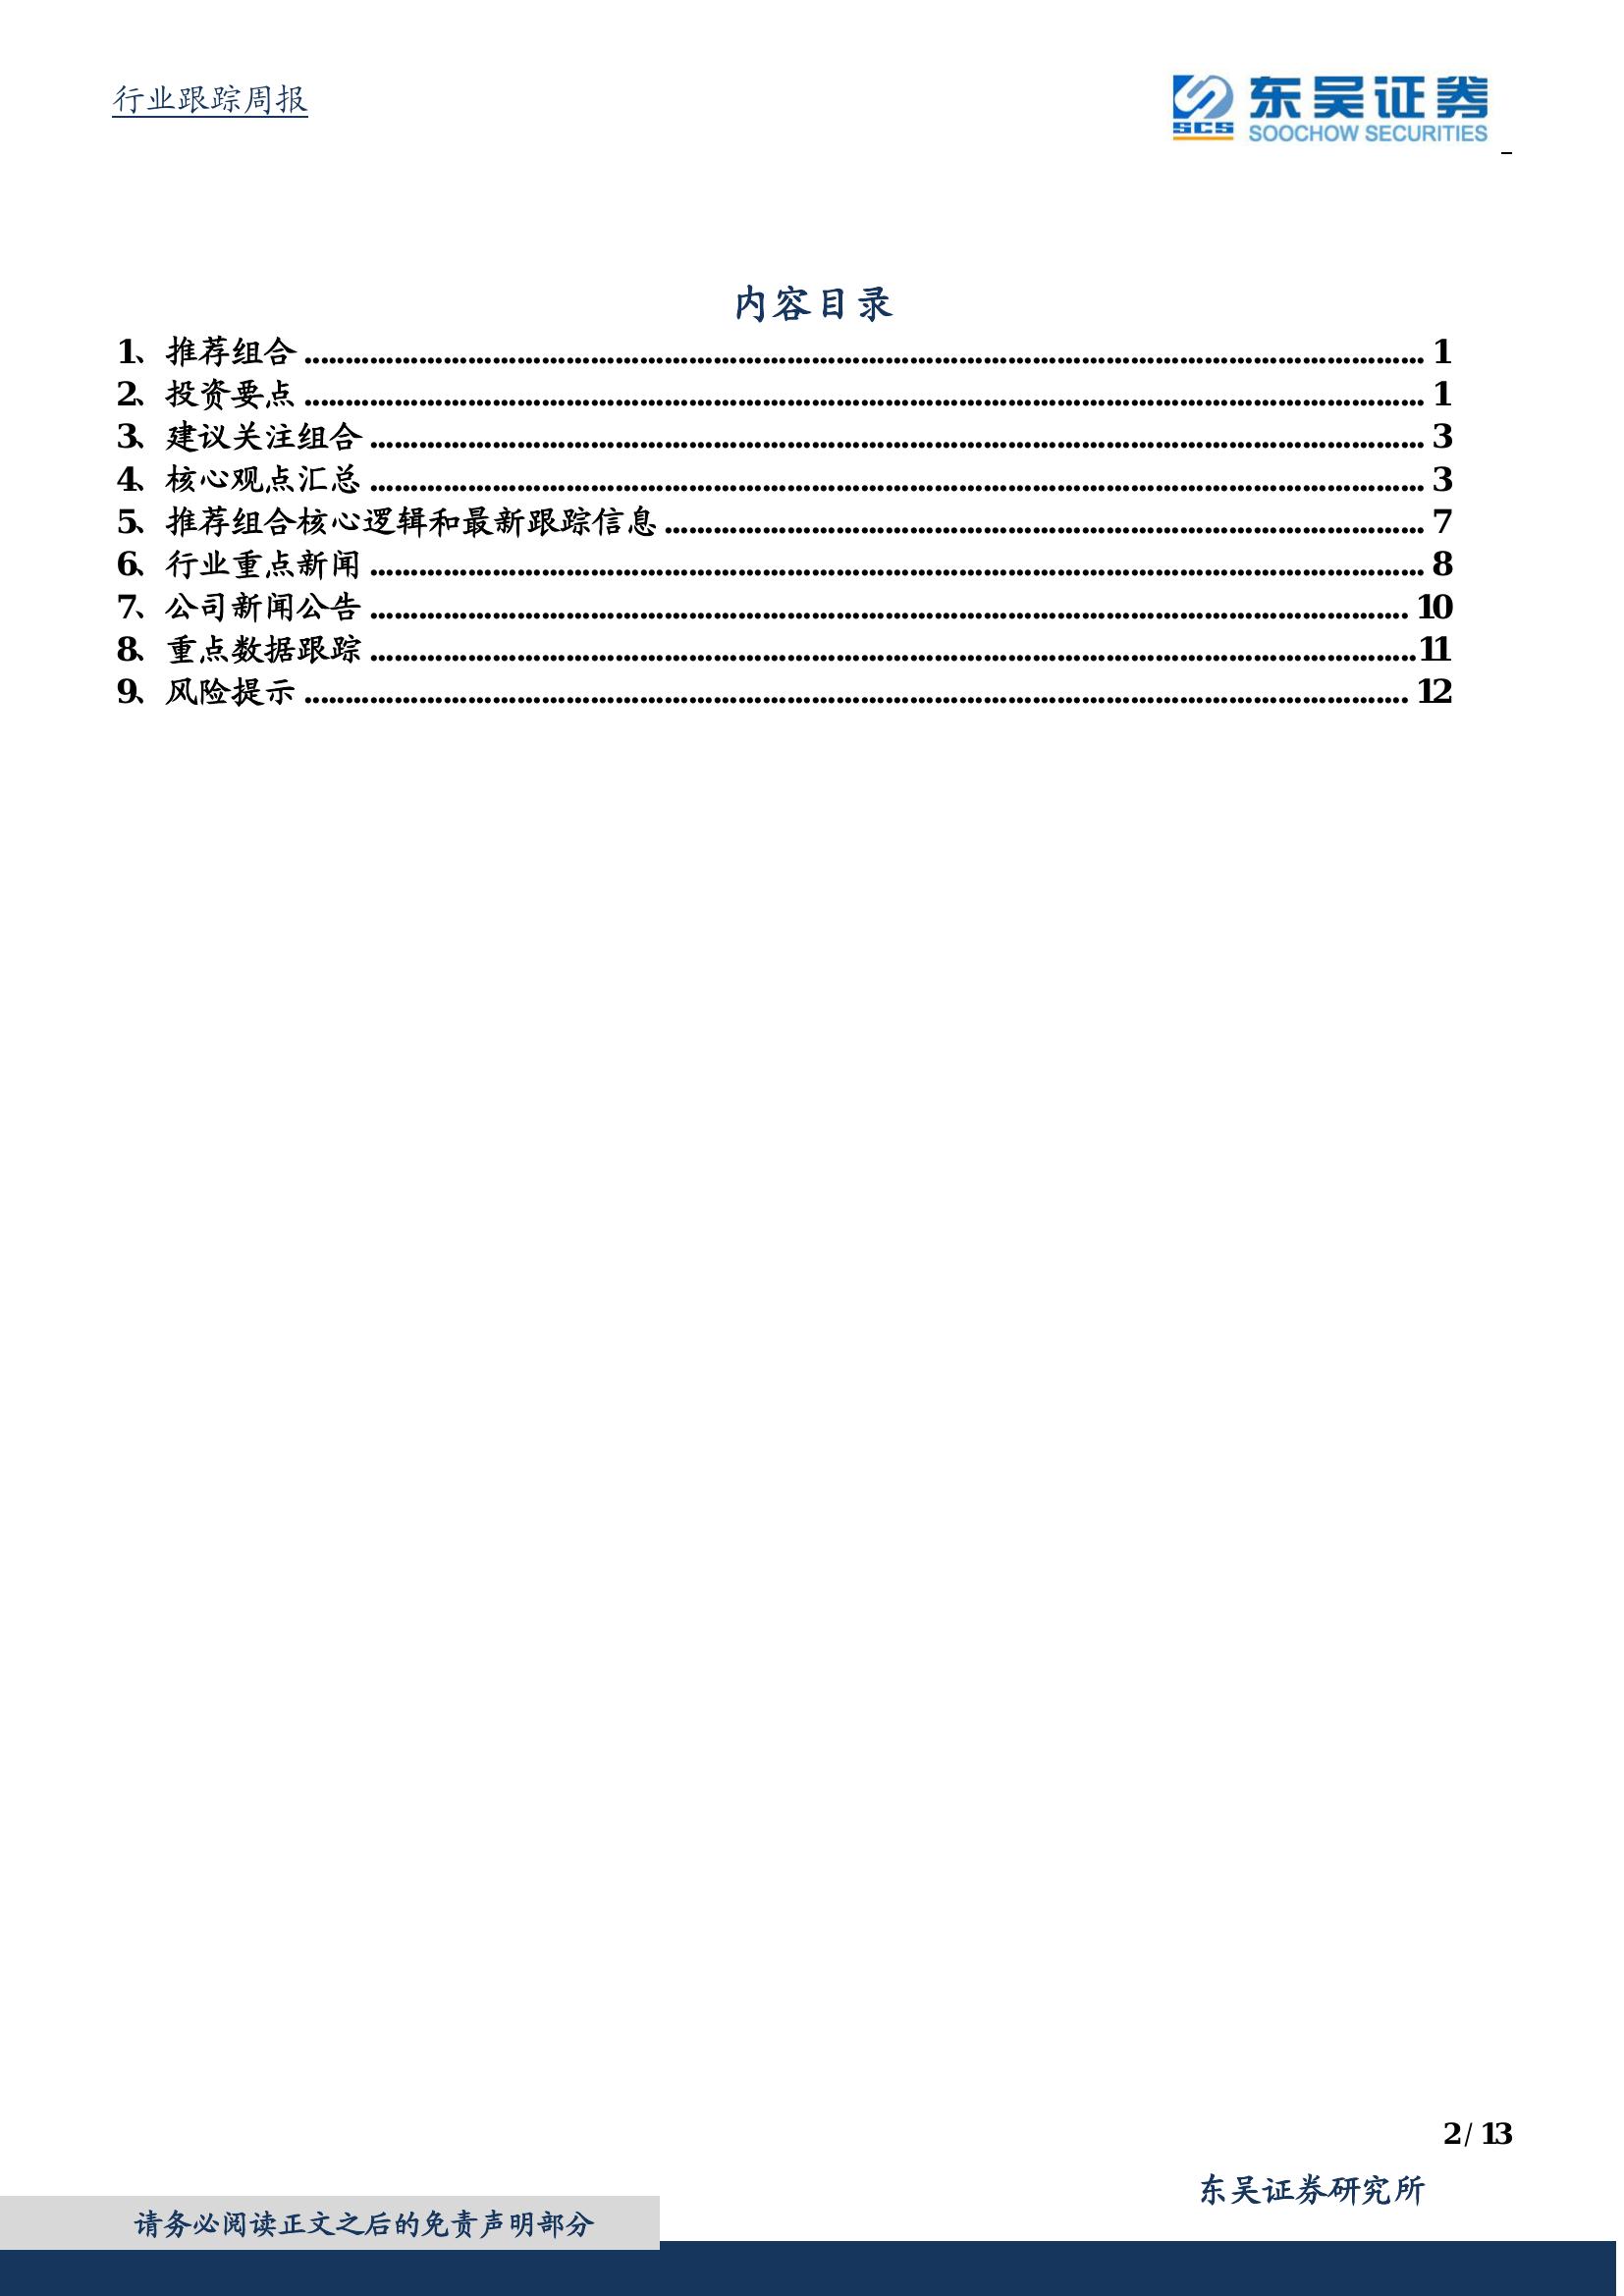 行业跟踪周报
东吴证券
SCS SOOCHOW SECURITIES
内容目录
1、推荐组合 ........................................ 1
2、投资要点 ........................................ 1
3、建议关注组合 ........................................ 3
4、核心观点汇总 ........................................ 3
5、推荐组合核心逻辑和最新跟踪信息 ........................................ 7
6、行业重点新闻 ........................................ 8
7、公司新闻公告 ........................................ 10
8、重点数据跟踪 ........................................ 11
9、风险提示 ........................................ 12
2 / 13
东吴证券研究所
请务必阅读正文之后的免责声明部分